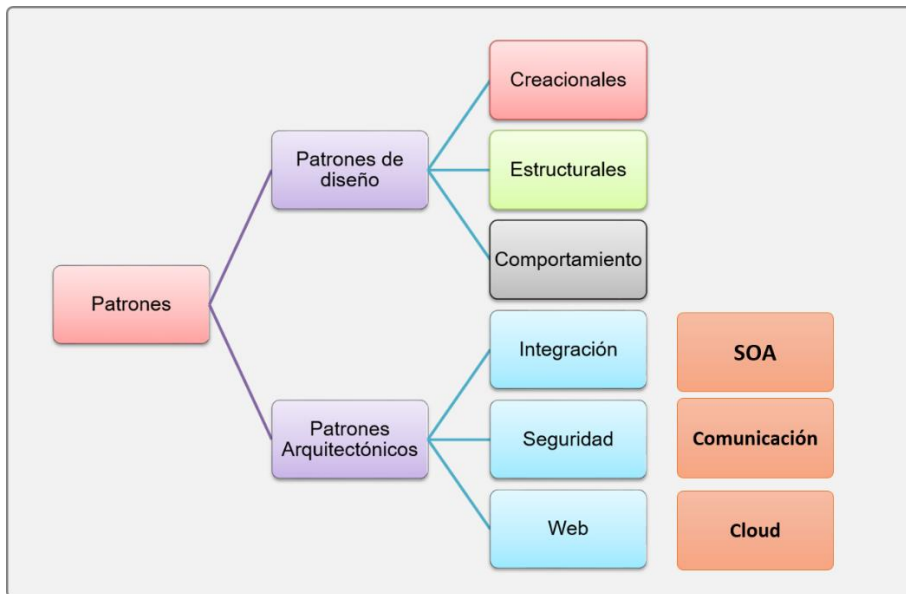 Creacionales
Patrones de
diseño
Estructurales
Comportamiento
Patrones
Integración
SOA
Patrones
Arquitectónicos
Seguridad
Comunicación
Web
Cloud